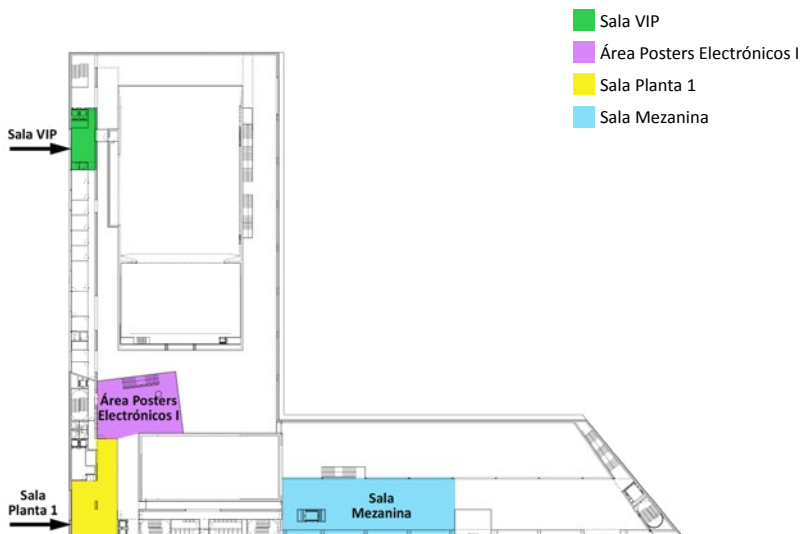 Sala VIP
Área Posters Electrónicos I
Sala Planta 1
Sala Mezanina
Sala VIP
Área Posters
Electrónicos I
Sala
Planta 1
Sala
Mezanina